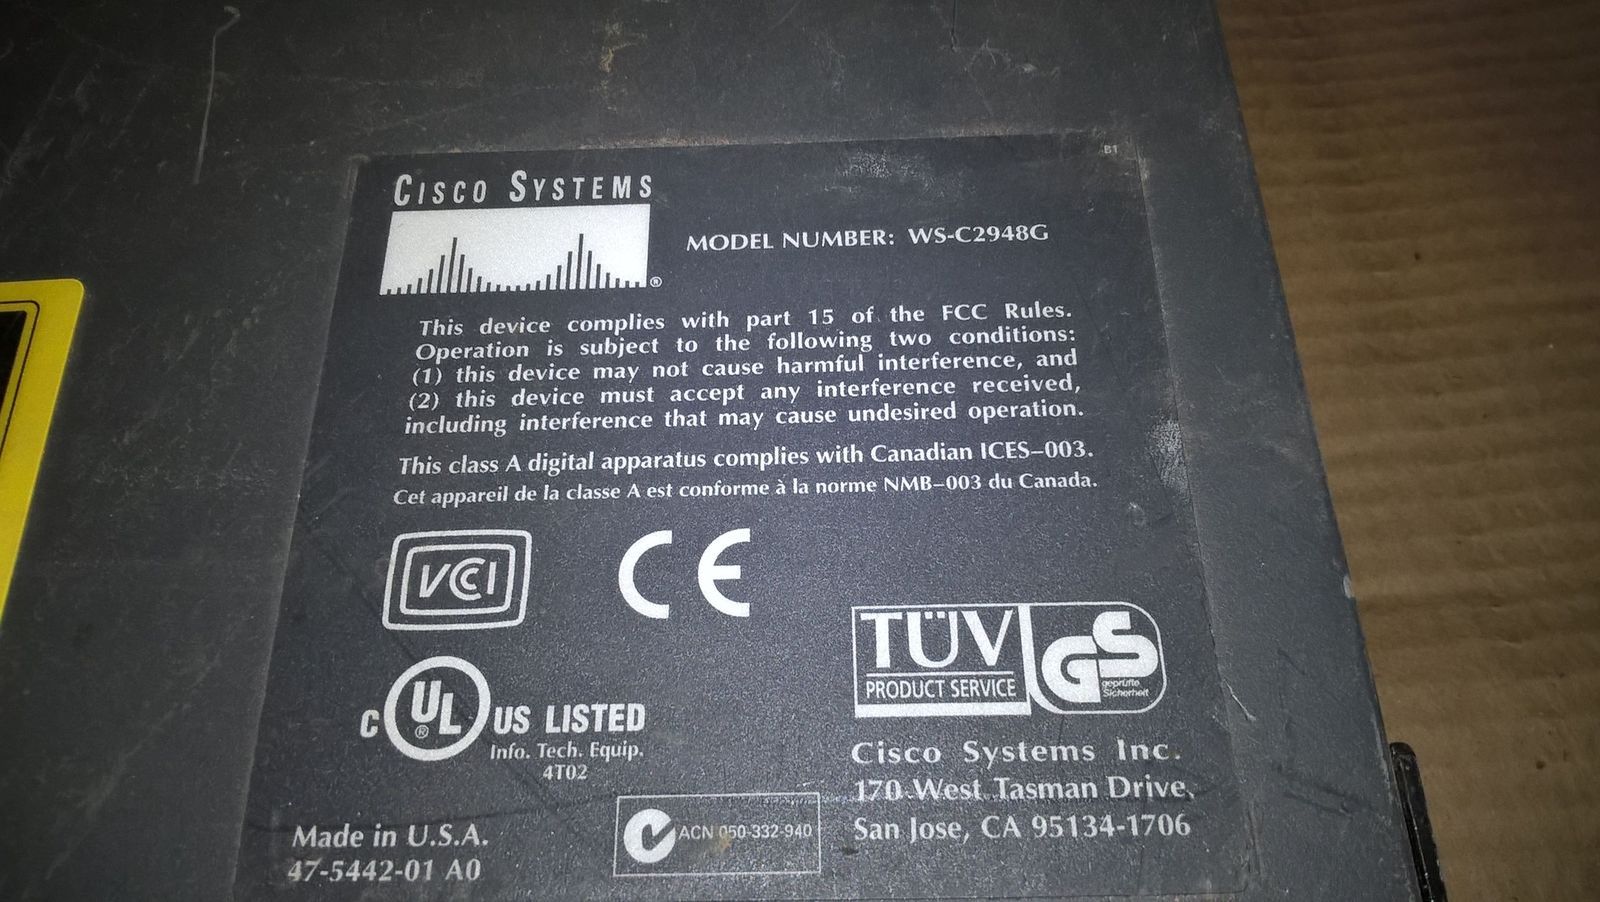 B1
CISCO SYSTEMS
®
MODEL NUMBER: WS-C2948G
This device complies with part 15 of the FCC Rules.
Operation is subject to the following two conditions:
(1) this device may not cause harmful interference, and
(2) this device must accept any interference received,
including interference that may cause undesired operation.
This class A digital apparatus complies with Canadian ICES-003.
Cet appareil de la classe A est conforme à la norme NMB-003 du Canada.
VCCI
CE
C UL ® US LISTED
Info. Tech. Equip.
4T02
TÜV
PRODUCT SERVICE
GS
geprüfte
Sicherheit
Cisco Systems Inc.
170 West Tasman Drive,
San Jose, CA 95134-1706
ACN 050-332-940
Made in U.S.A.
47-5442-01 A0